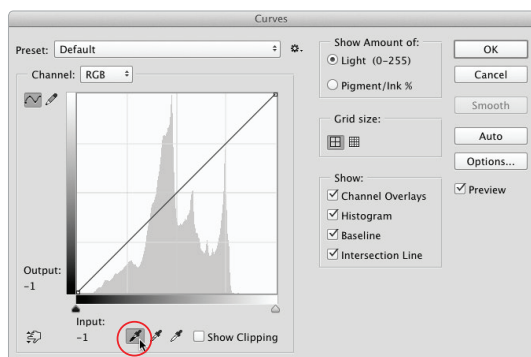 Curves
Preset: Default
Channel: RGB
Output:
-1
Input:
-1
Show Clipping
Show Amount of:
Light (0-255)
Pigment/Ink %
Grid size:
Show:
Channel Overlays
Histogram
Baseline
Intersection Line
OK
Cancel
Smooth
Auto
Options...
Preview